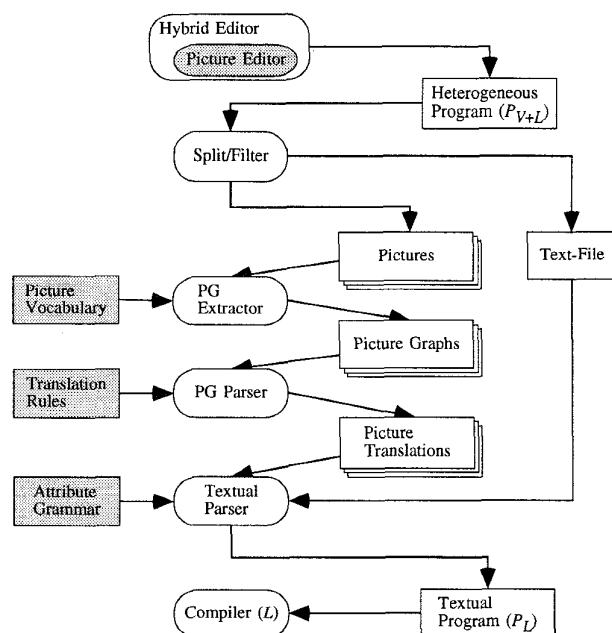 Hybrid Editor
Picture Editor
Heterogeneous
Program (P_{V+L})
Split/Filter
Pictures
Text-File
Picture
Vocabulary
PG
Extractor
Picture Graphs
Translation
Rules
PG Parser
Picture
Translations
Attribute
Grammar
Textual
Parser
Compiler (L)
Textual
Program (P_L)